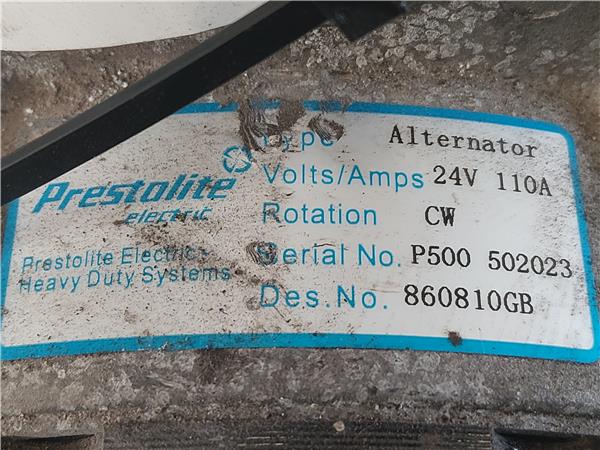 Type Alternator
Prestolite
electric
Volts/Amps 24V 110A
Rotation CW
Prestolite Electric
Heavy Duty Systems
Serial No. P500 502023
Des.No. 860810GB